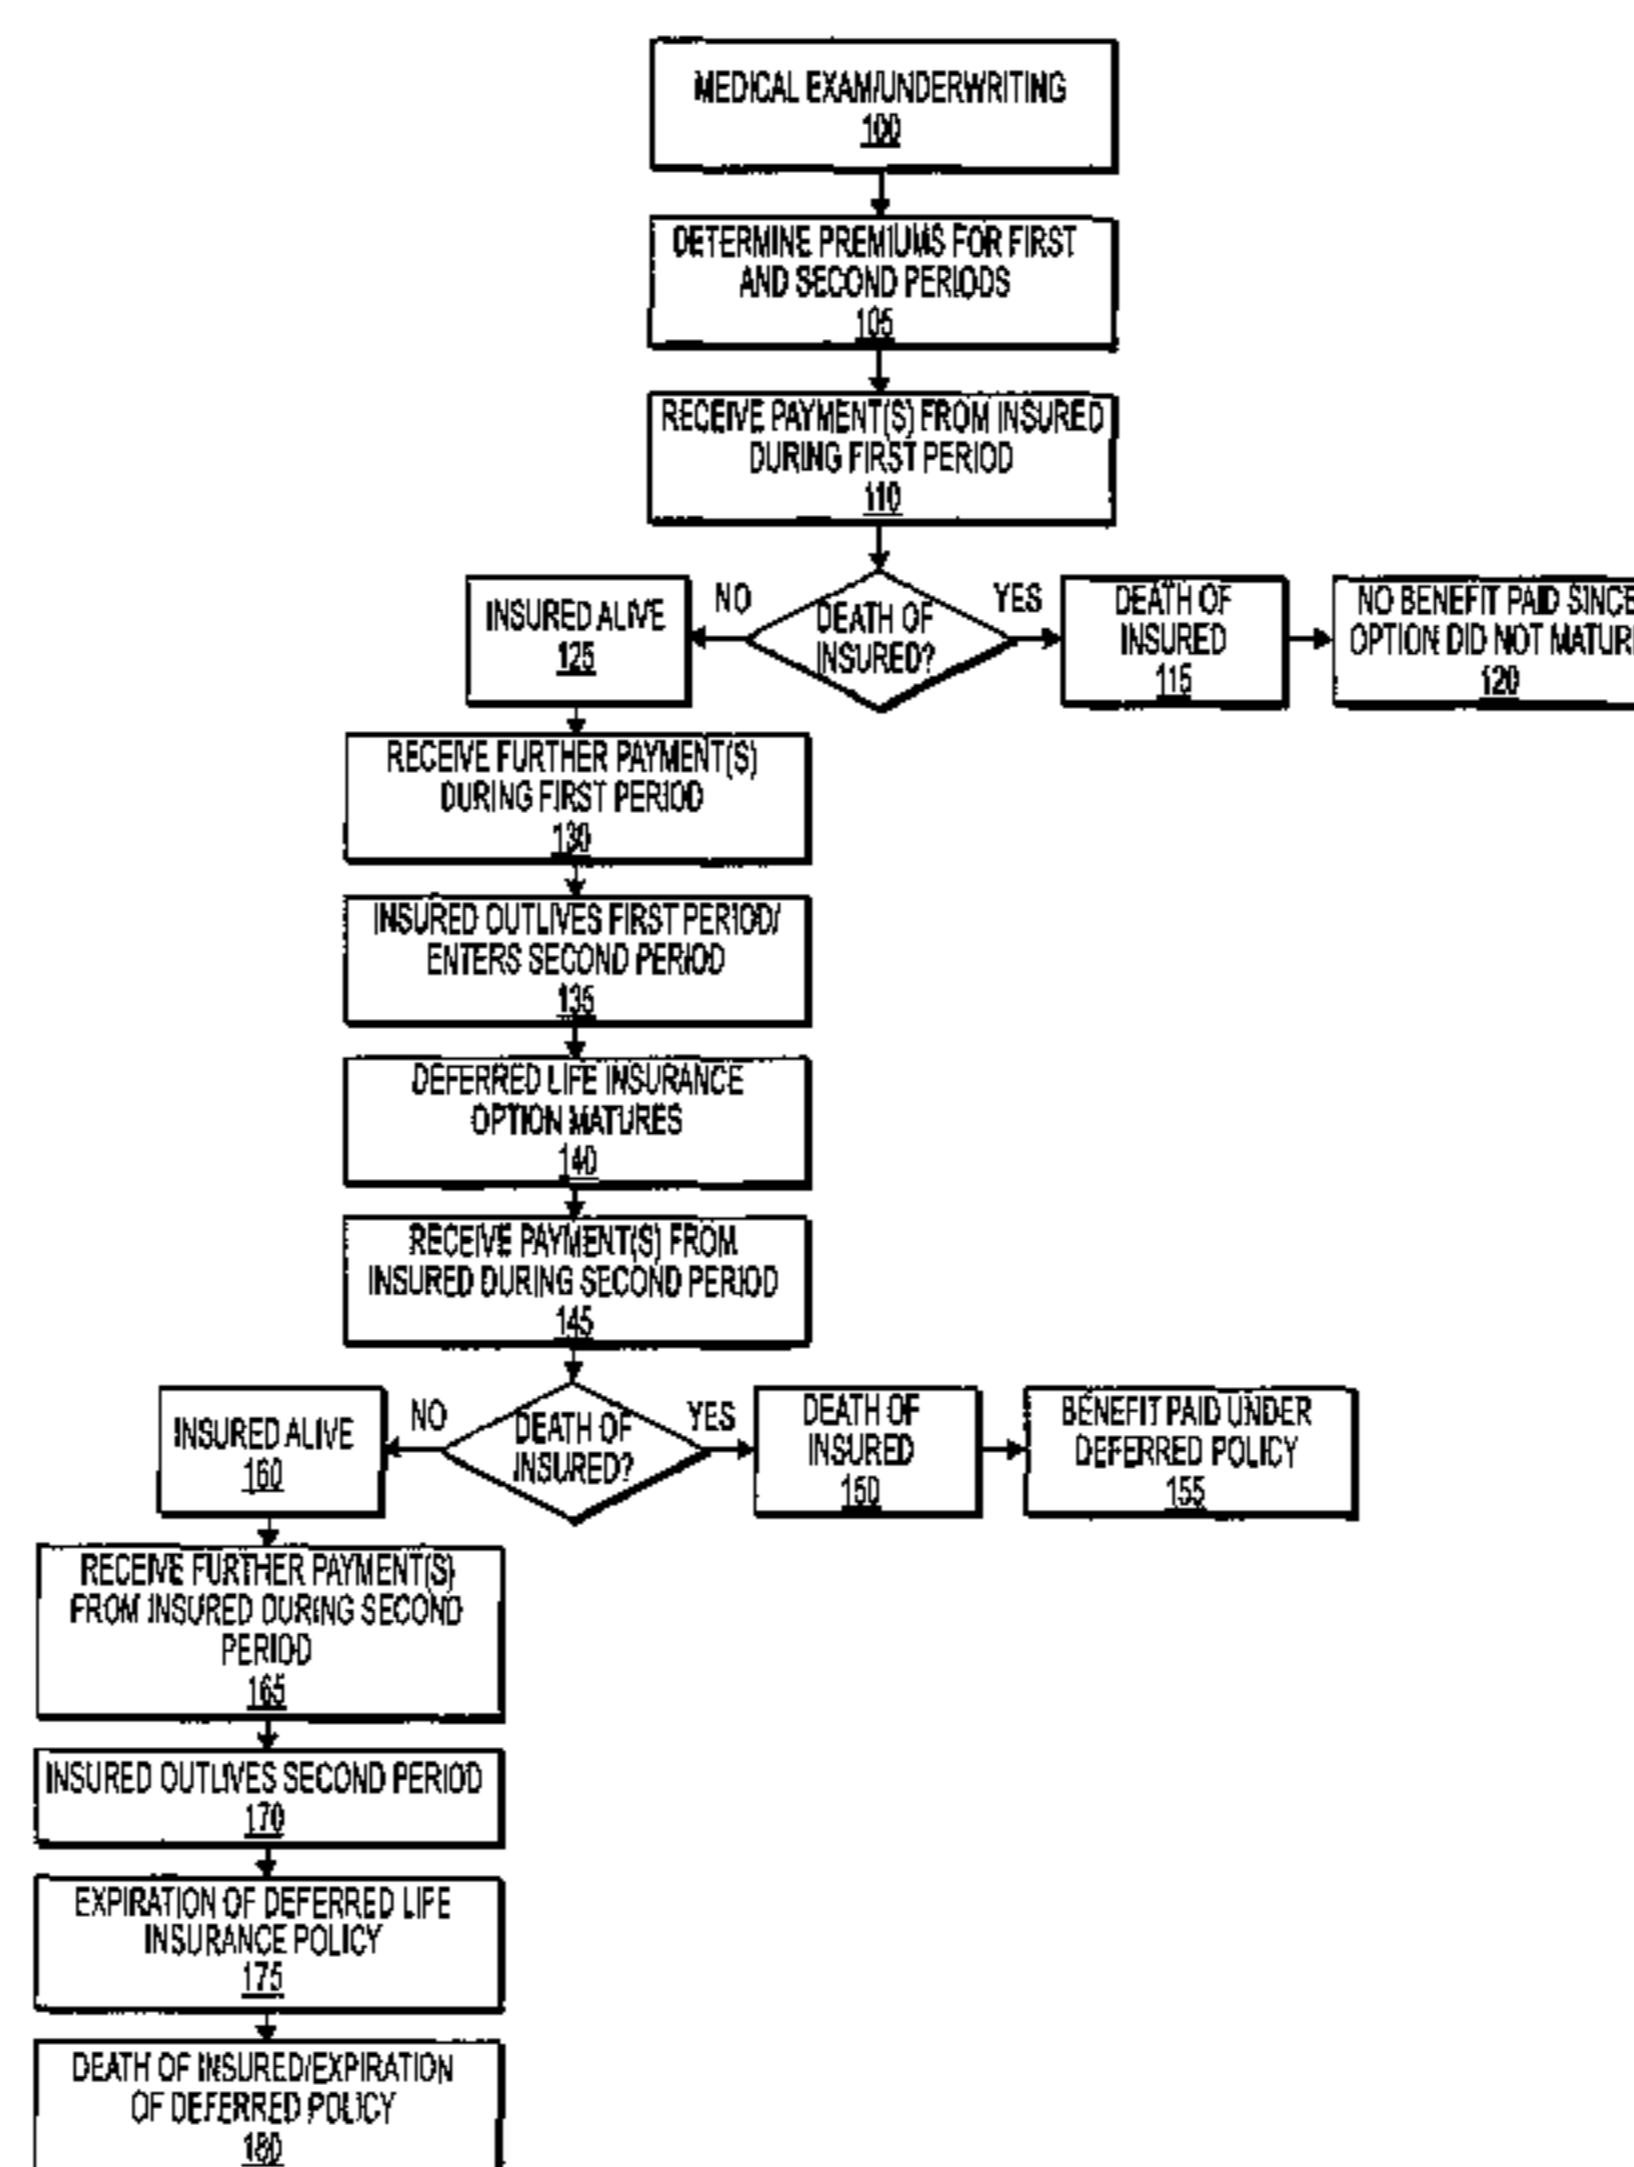 MEDICAL EXAM/UNDERWRITING
100
DETERMINE PREMIUMS FOR FIRST
AND SECOND PERIODS
105
RECEIVE PAYMENT(S) FROM INSURED
DURING FIRST PERIOD
110
DEATH OF
INSURED?
NO
YES
INSURED ALIVE
125
DEATH OF
INSURED
115
NO BENEFIT PAID SINCE
OPTION DID NOT MATURE
120
RECEIVE FURTHER PAYMENT(S)
DURING FIRST PERIOD
130
INSURED OUTLIVES FIRST PERIOD/
ENTERS SECOND PERIOD
135
DEFERRED LIFE INSURANCE
OPTION MATURES
140
RECEIVE PAYMENT(S) FROM
INSURED DURING SECOND PERIOD
145
DEATH OF
INSURED?
NO
YES
INSURED ALIVE
160
DEATH OF
INSURED
150
BENEFIT PAID UNDER
DEFERRED POLICY
155
RECEIVE FURTHER PAYMENT(S)
FROM INSURED DURING SECOND
PERIOD
165
INSURED OUTLIVES SECOND PERIOD
170
EXPIRATION OF DEFERRED LIFE
INSURANCE POLICY
175
DEATH OF INSURED/EXPIRATION
OF DEFERRED POLICY
180